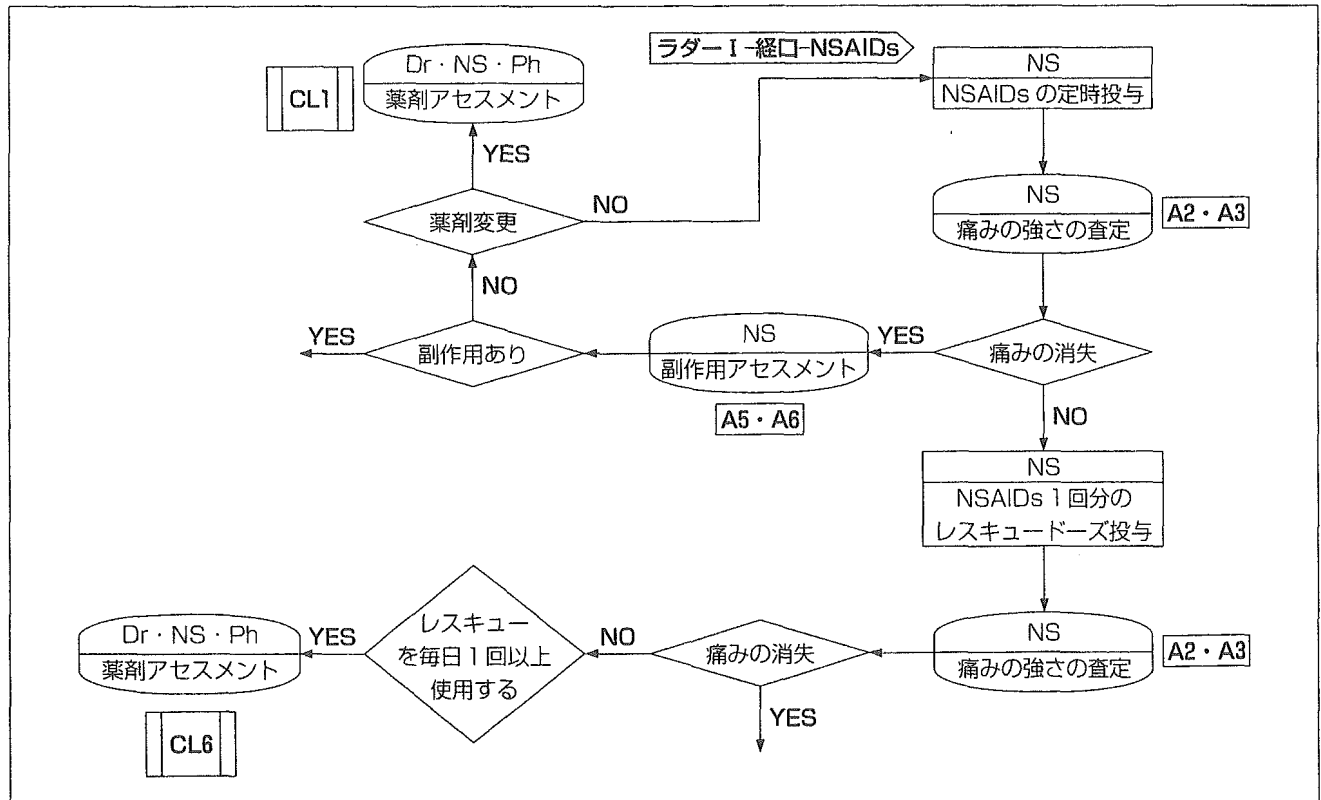 ラダーⅠ-経口-NSAIDs
NS
NSAIDs の定時投与
NS
痛みの強さの査定
A2・A3
痛みの消失
YES
NO
NS
副作用アセスメント
A5・A6
副作用あり
YES
NO
薬剤変更
NO
YES
Dr・NS・Ph
薬剤アセスメント
CL1
NS
NSAIDs 1 回分の
レスキュードーズ投与
NS
痛みの強さの査定
A2・A3
痛みの消失
YES
NO
レスキュー
を毎日1回以上
使用する
YES
Dr・NS・Ph
薬剤アセスメント
CL6